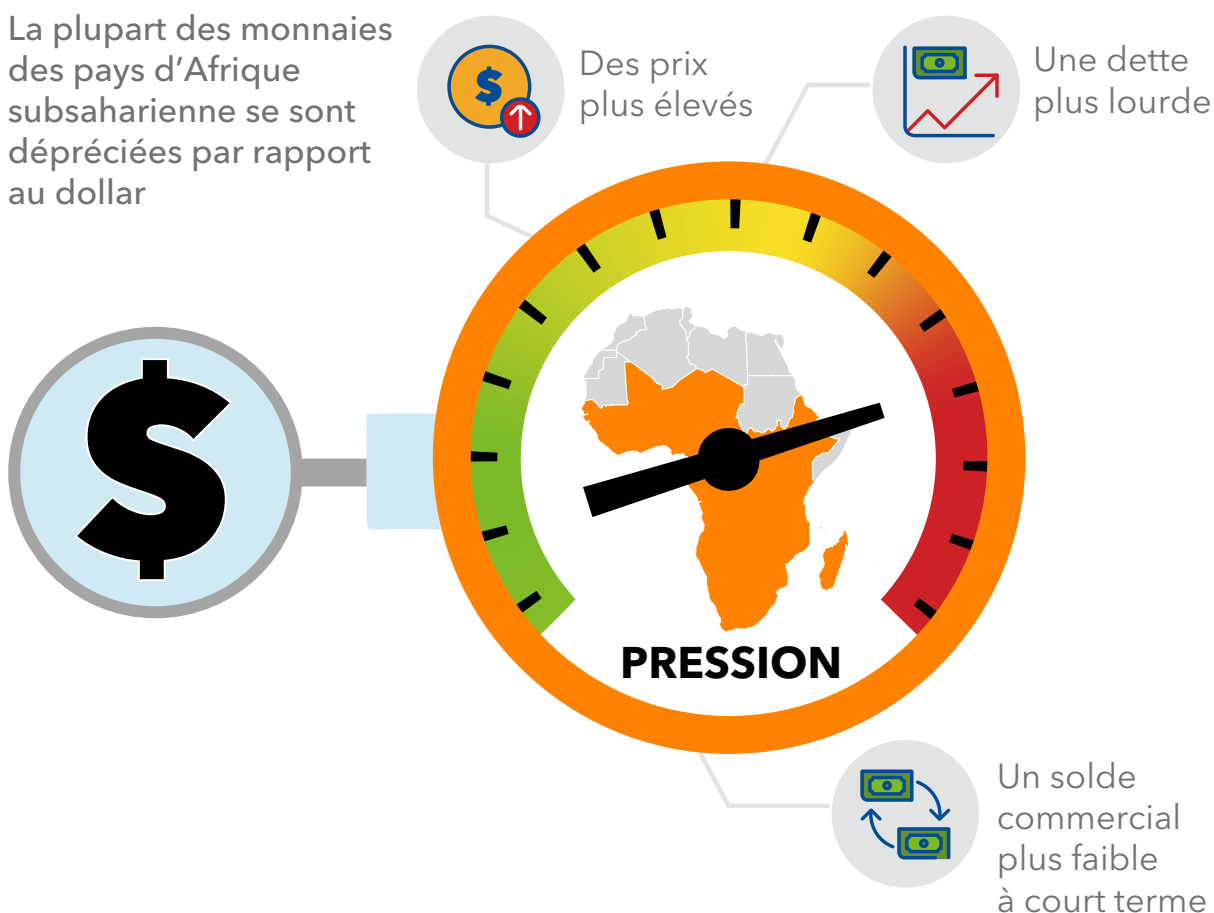 La plupart des monnaies
des pays d’Afrique
subsaharienne se sont
dépréciées par rapport
au dollar
$
Des prix
plus élevés
Une dette
plus lourde
$
PRESSION
Un solde
commercial
plus faible
à court terme